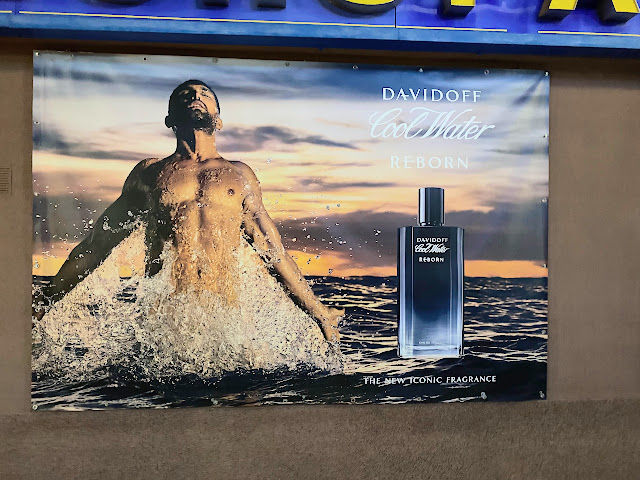 DAVIDOFF
Cool Water
REBORN
DAVIDOFF
Cool Water
REBORN
THE NEW ICONIC FRAGRANCE